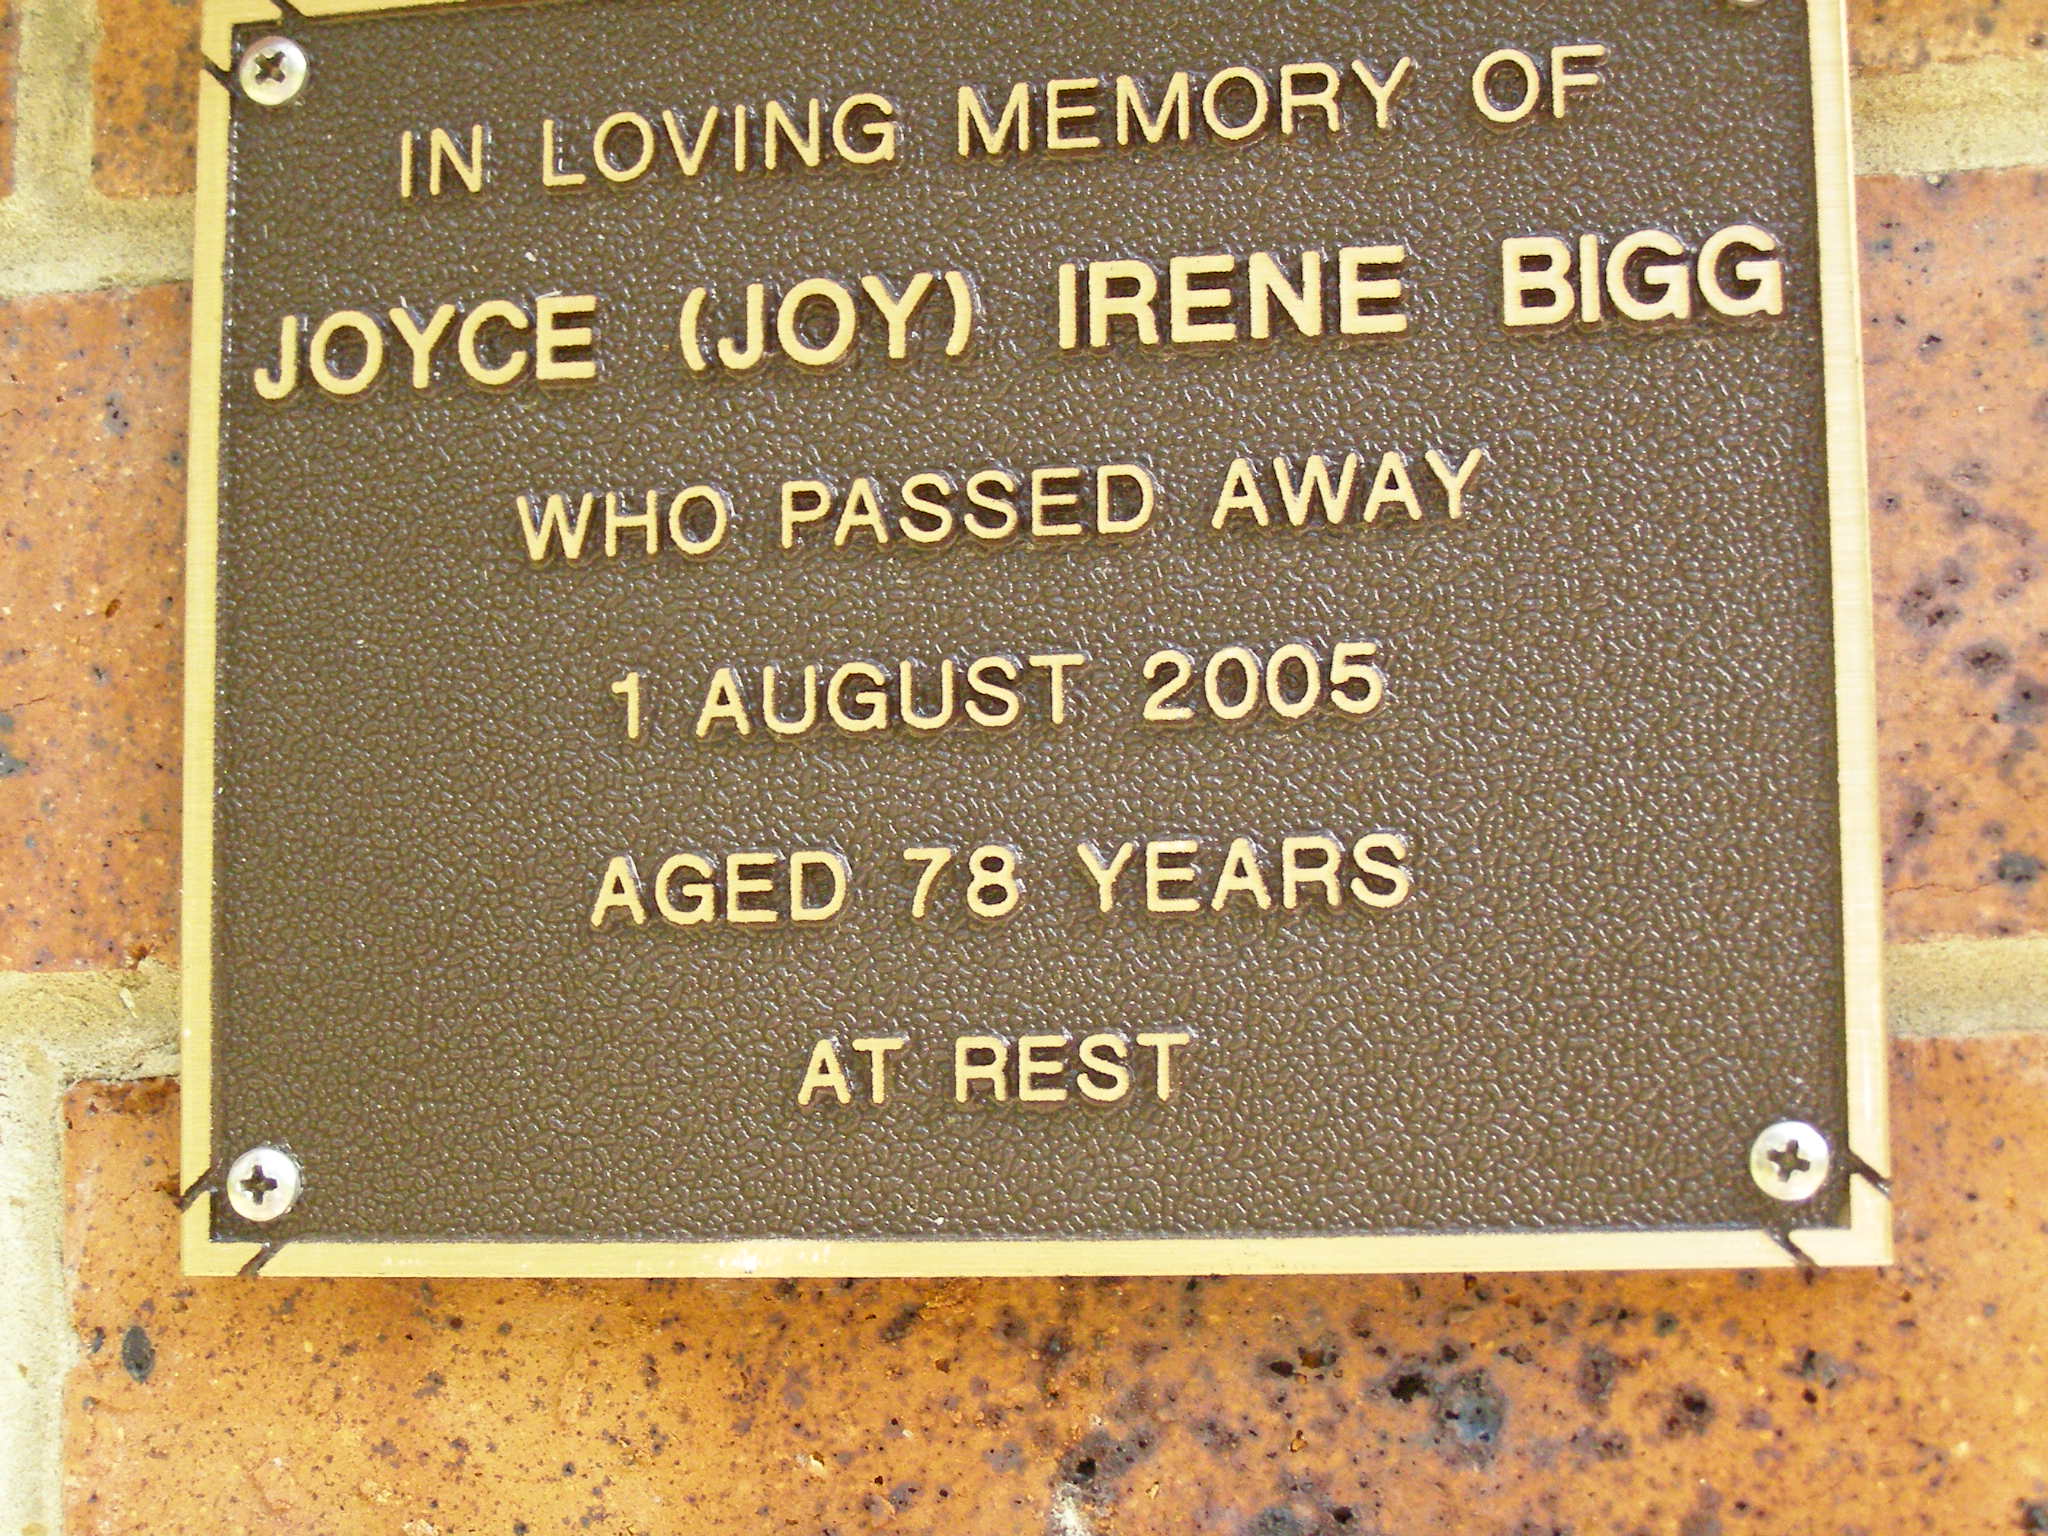 IN LOVING MEMORY OF
JOYCE (JOY) IRENE BIGG
WHO PASSED AWAY
1 AUGUST 2005
AGED 78 YEARS
AT REST